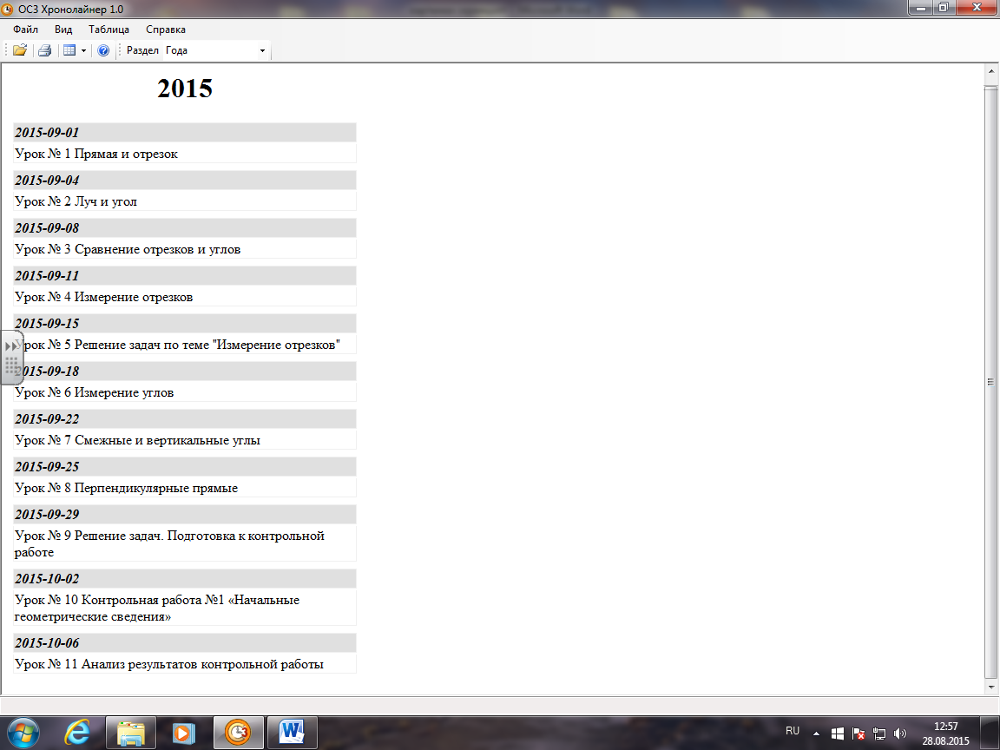 ОС3 Хронолайнер 1.0
Файл Вид Таблица Справка
Раздел Года
2015
2015-09-01
Урок № 1 Прямая и отрезок
2015-09-04
Урок № 2 Луч и угол
2015-09-08
Урок № 3 Сравнение отрезков и углов
2015-09-11
Урок № 4 Измерение отрезков
2015-09-15
Урок № 5 Решение задач по теме "Измерение отрезков"
2015-09-18
Урок № 6 Измерение углов
2015-09-22
Урок № 7 Смежные и вертикальные углы
2015-09-25
Урок № 8 Перпендикулярные прямые
2015-09-29
Урок № 9 Решение задач. Подготовка к контрольной
работе
2015-10-02
Урок № 10 Контрольная работа №1 «Начальные
геометрические сведения»
2015-10-06
Урок № 11 Анализ результатов контрольной работы
RU
12:57
28.08.2015